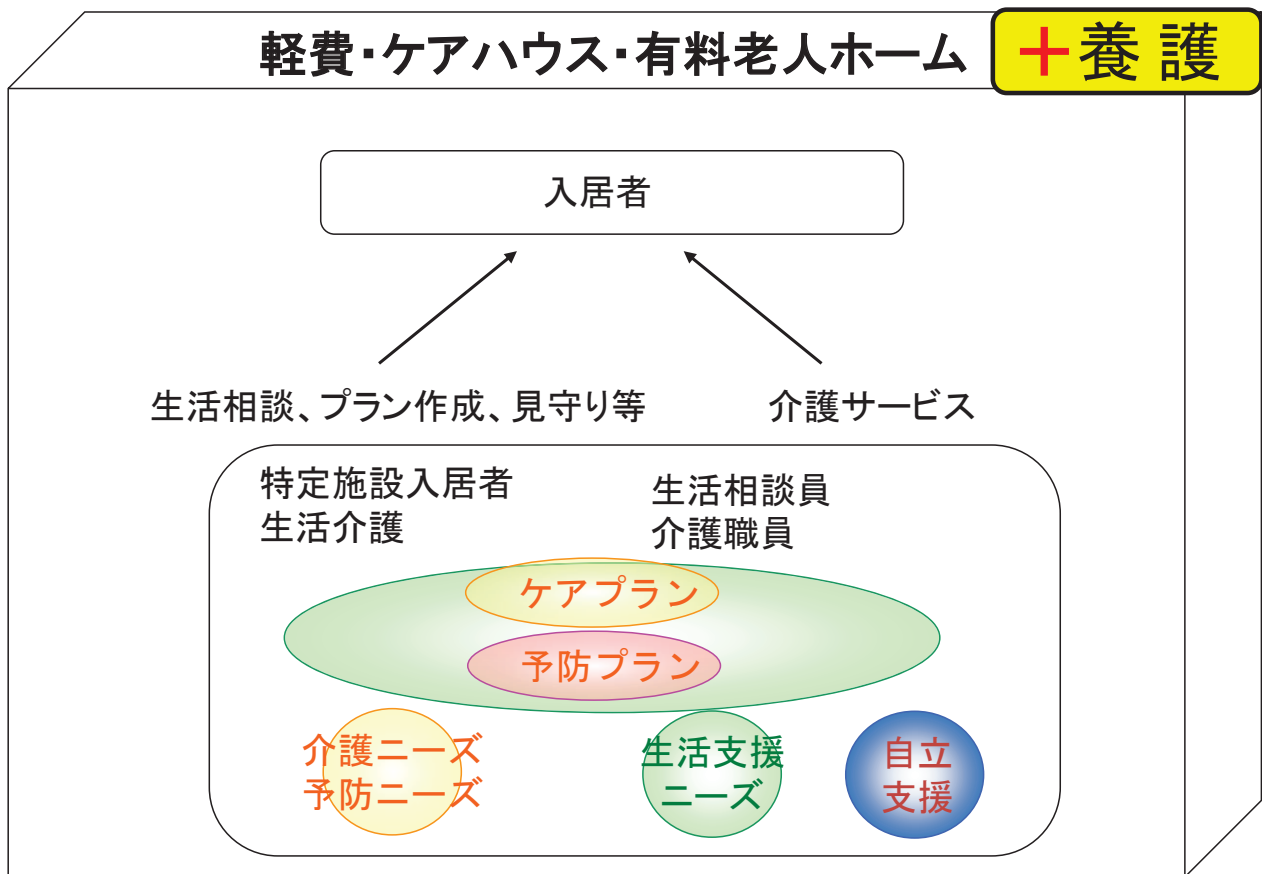 軽費・ケアハウス・有料老人ホーム
＋養護
入居者
生活相談、プラン作成、見守り等
介護サービス
特定施設入居者
生活介護
生活相談員
介護職員
ケアプラン
予防プラン
介護ニーズ
予防ニーズ
生活支援
ニーズ
自立
支援